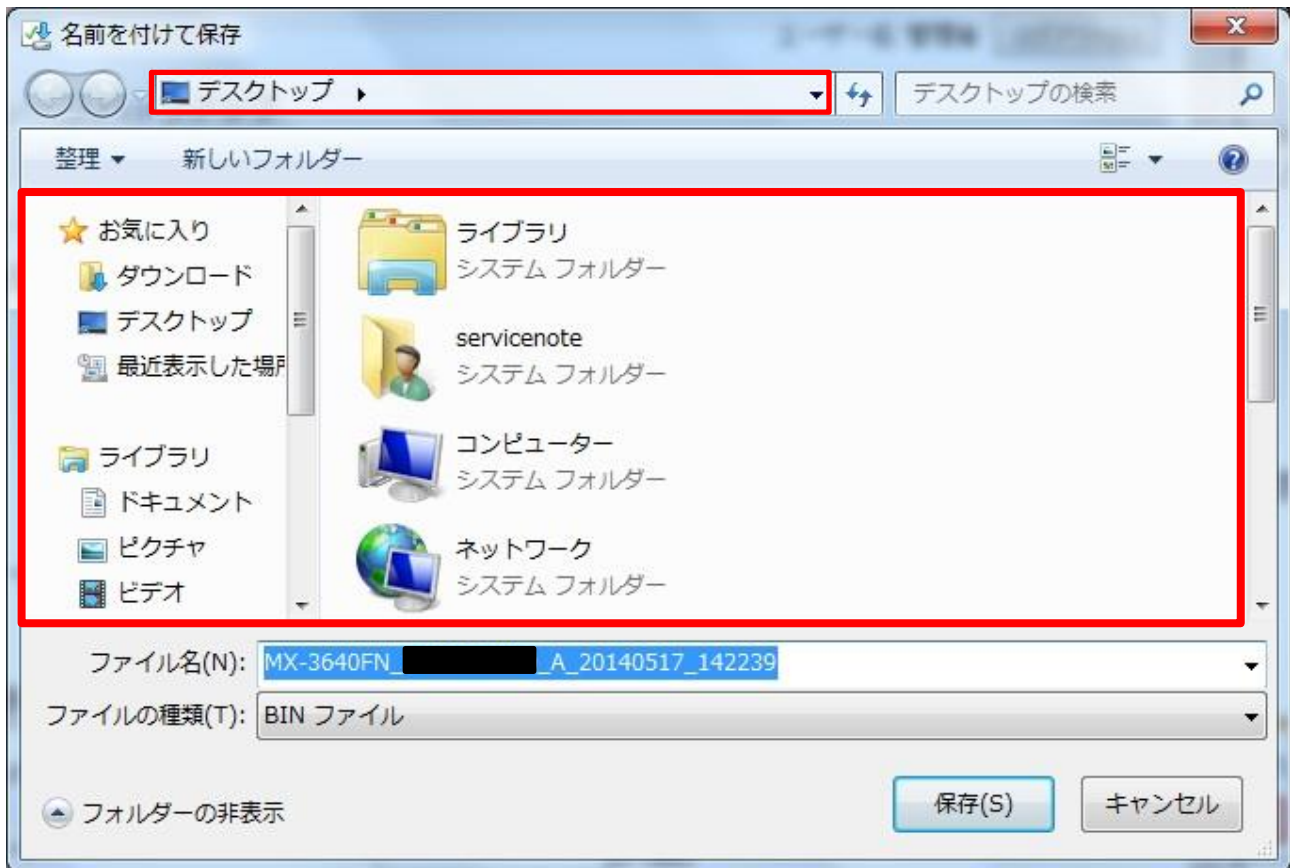 名前を付けて保存
デスクトップ
デスクトップの検索
整理
新しいフォルダー
お気に入り
ダウンロード
デスクトップ
最近表示した場所
ライブラリ
ドキュメント
ピクチャ
ビデオ
ライブラリ
システム フォルダー
servicenote
システム フォルダー
コンピューター
システム フォルダー
ネットワーク
システム フォルダー
ファイル名(N): MX-3640FN_ _A_20140517_142239
ファイルの種類(T): BIN ファイル
フォルダーの非表示
保存(S)
キャンセル